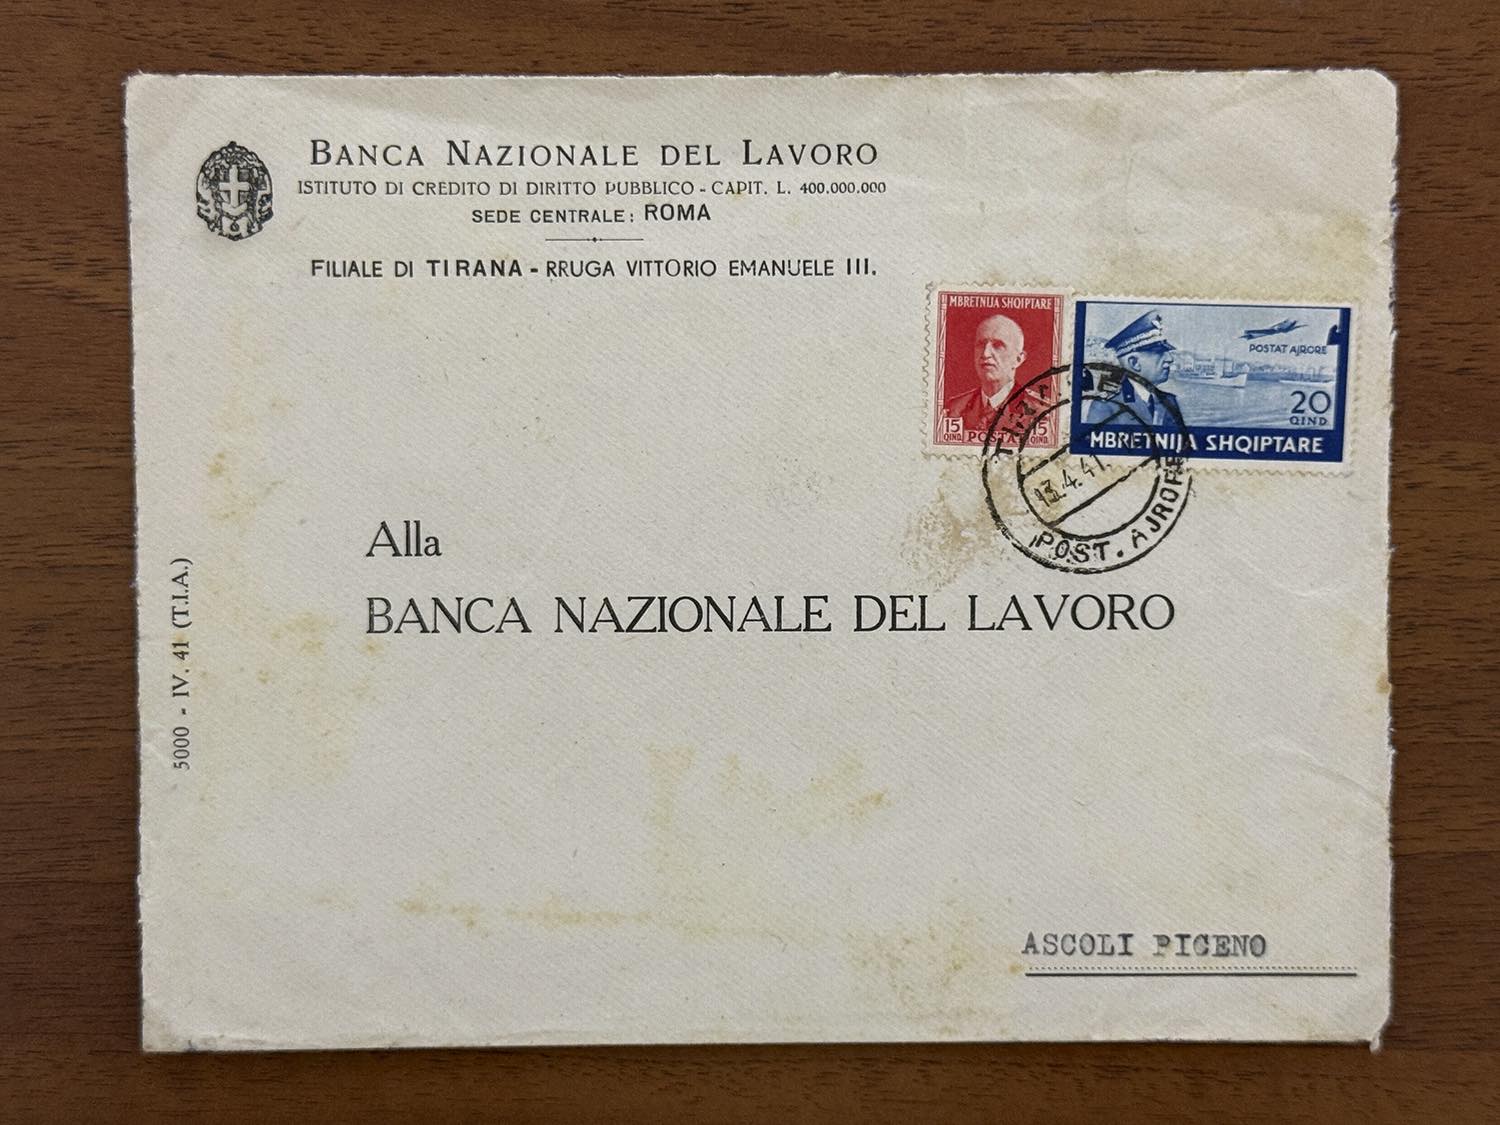 BANCA NAZIONALE DEL LAVORO
ISTITUTO DI CREDITO DI DIRITTO PUBBLICO - CAPIT. L. 400.000.000
SEDE CENTRALE: ROMA
FILIALE DI TIRANA - RRUGA VITTORIO EMANUELE III.
MBRETNIJA SHQIPTARE
15 QIND. POSTA 15 QIND.
POSTAT AJRORE
20
QIND
MBRETNIJA SHQIPTARE
13.4.41.
POST. AJRORE
Alla
BANCA NAZIONALE DEL LAVORO
5000 - IV. 41 (T.I.A.)
ASCOLI PICENO